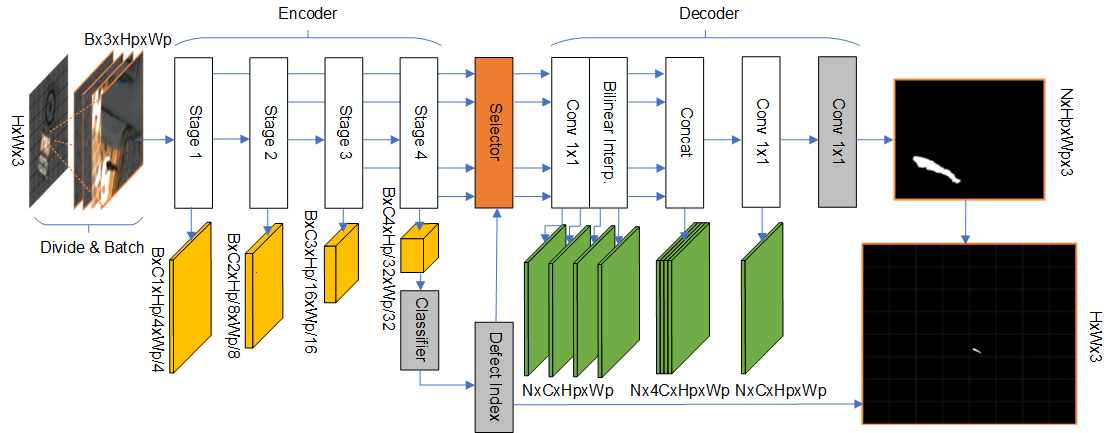 Encoder
Decoder
Bx3xHpxWp
HxWx3
Divide & Batch
Stage 1
Stage 2
Stage 3
Stage 4
Selector
Conv 1x1
Bilinear Interp.
Concat
Conv 1x1
Conv 1x1
NxHpxWpx3
BxC1xHp/4xWp/4
BxC2xHp/8xWp/8
BxC3xHp/16xWp/16
BxC4xHp/32xWp/32
Classifier
Defect Index
NxCxHpxWp
Nx4CxHpxWp
NxCxHpxWp
HxWx3